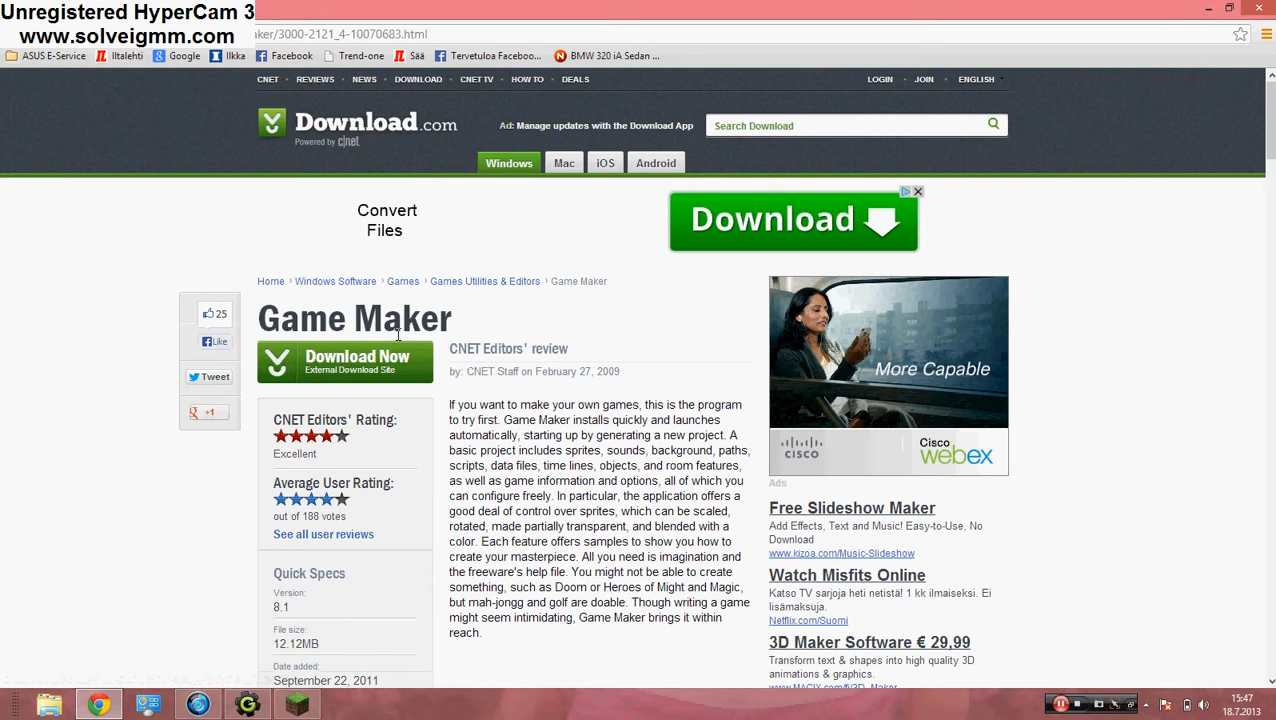 Unregistered HyperCam 3
www.solveigmm.com
aker/3000-2121_4-10070683.html
ASUS E-Service
Iltalehti
Google
Ilkka
Facebook
Trend-one
Sää
Tervetuloa Faceboo...
BMW 320 iA Sedan ...
CNET
REVIEWS
NEWS
DOWNLOAD
CNET TV
HOW TO
DEALS
LOGIN
JOIN
ENGLISH
Download.com
Powered by c|net
Ad: Manage updates with the Download App
Search Download
Windows
Mac
iOS
Android
Convert
Files
Download
Home › Windows Software › Games › Games Utilities & Editors › Game Maker
25
Like
Tweet
+1
Game Maker
Download Now
External Download Site
CNET Editors' Rating:
Excellent
Average User Rating:
out of 188 votes
See all user reviews
Quick Specs
Version:
8.1
File size:
12.12MB
Date added:
September 22, 2011
CNET Editors' review
by: CNET Staff on February 27, 2009
If you want to make your own games, this is the program
to try first. Game Maker installs quickly and launches
automatically, starting up by generating a new project. A
basic project includes sprites, sounds, background, paths,
scripts, data files, time lines, objects, and room features,
as well as game information and options, all of which you
can configure freely. In particular, the application offers a
good deal of control over sprites, which can be scaled,
rotated, made partially transparent, and blended with a
color. Each feature offers samples to show you how to
create your masterpiece. All you need is imagination and
the freeware's help file. You might not be able to create
something, such as Doom or Heroes of Might and Magic,
but mah-jongg and golf are doable. Though writing a game
might seem intimidating, Game Maker brings it within
reach.
More Capable
CISCO
Cisco
webex
Ads
Free Slideshow Maker
Add Effects, Text and Music! Easy-to-Use, No
Download
www.kizoa.com/Music-Slideshow
Watch Misfits Online
Katso TV sarjoja heti netistä! 1 kk ilmaiseksi. Ei
lisämaksuja.
Netflix.com/Suomi
3D Maker Software € 29,99
Transform text & shapes into high quality 3D
animations & graphics.
www.MAGIX.com/fi/3D_Maker
15:47
18.7.2013